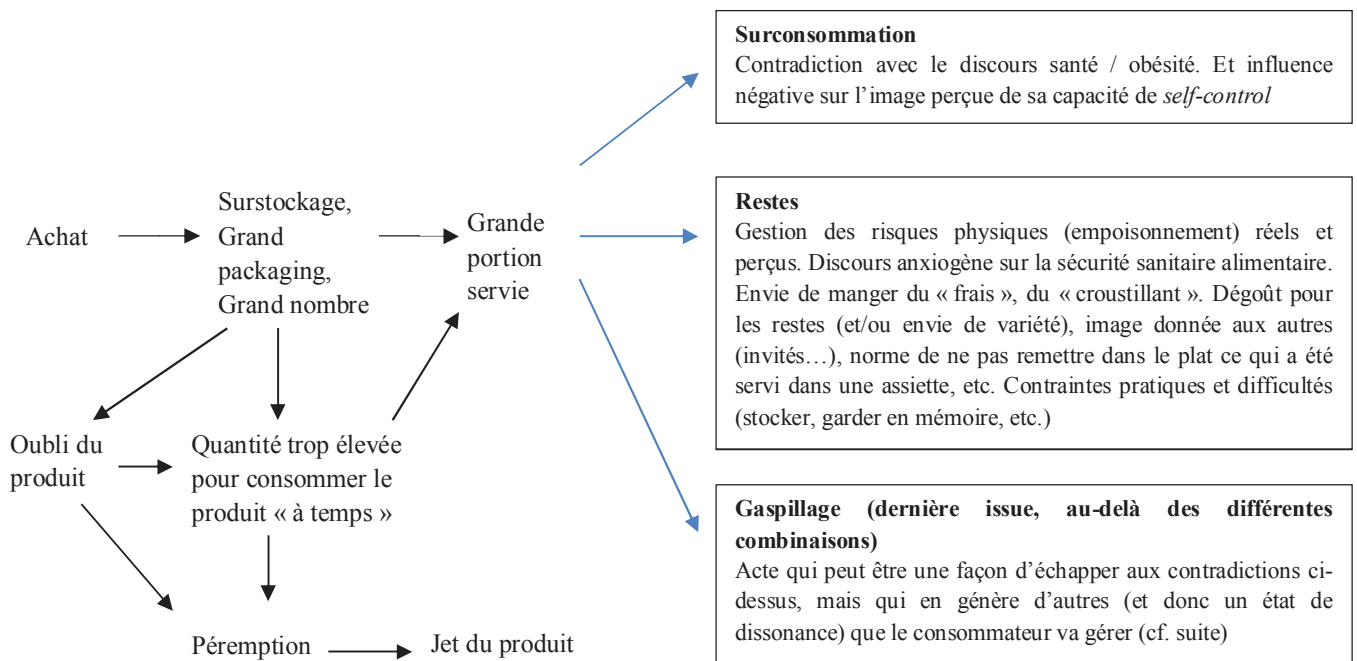 Surconsommation
Contradiction avec le discours santé / obésité. Et influence
négative sur l’image perçue de sa capacité de self-control
Achat
Surstockage,
Grand
packaging,
Grand nombre
Grande
portion
servie
Restes
Gestion des risques physiques (empoisonnement) réels et
perçus. Discours anxiogène sur la sécurité sanitaire alimentaire.
Envie de manger du « frais », du « croustillant ». Dégoût pour
les restes (et/ou envie de variété), image donnée aux autres
(invités…), norme de ne pas remettre dans le plat ce qui a été
servi dans une assiette, etc. Contraintes pratiques et difficultés
(stocker, garder en mémoire, etc.)
Oubli du
produit
Quantité trop élevée
pour consommer le
produit « à temps »
Gaspillage (dernière issue, au-delà des différentes
combinaisons)
Acte qui peut être une façon d’échapper aux contradictions ci-
dessus, mais qui en génère d’autres (et donc un état de
dissonance) que le consommateur va gérer (cf. suite)
Péremption
Jet du produit